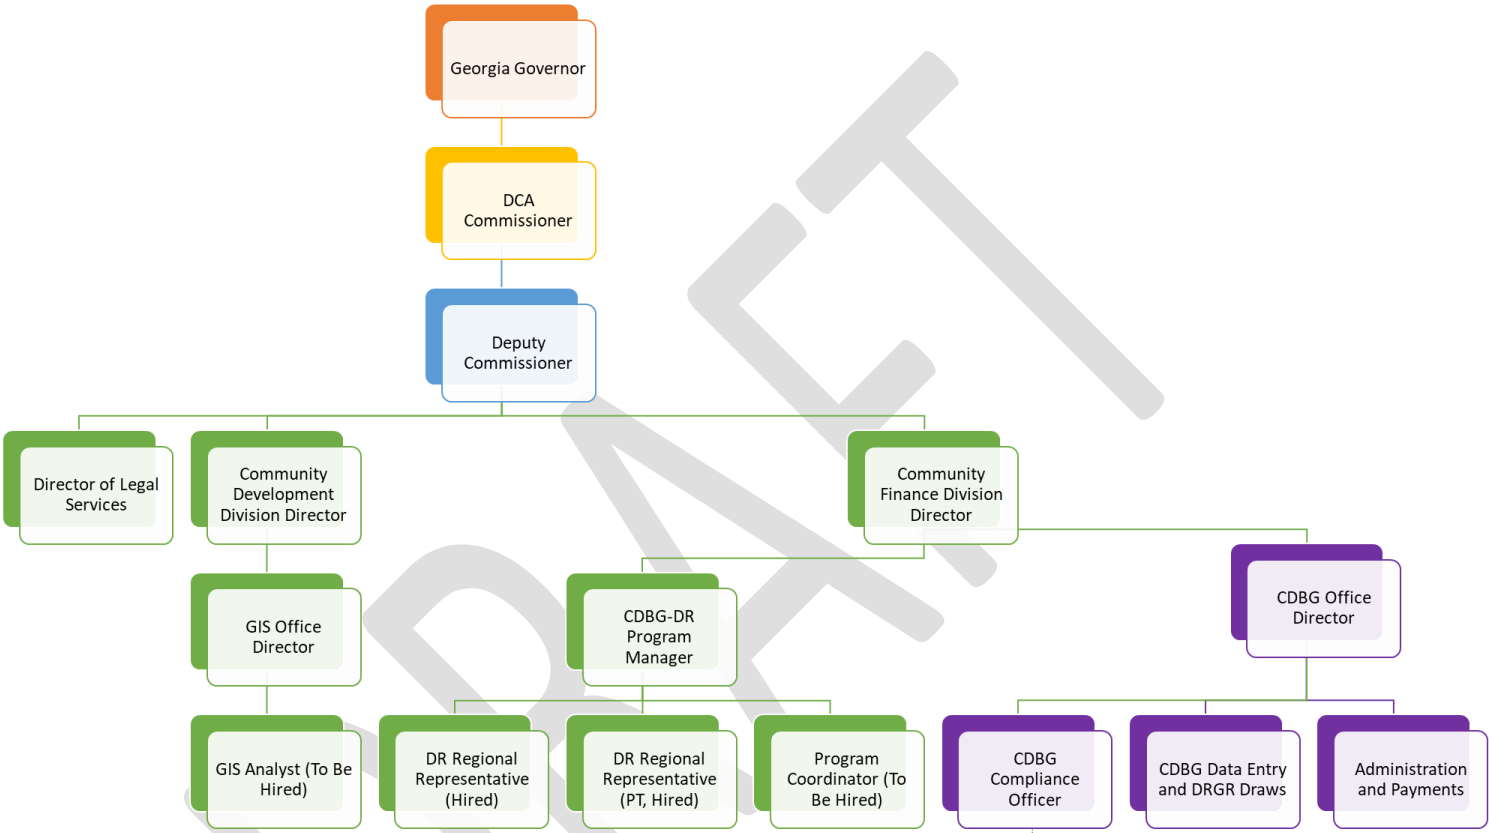 Georgia Governor
DCA
Commissioner
Deputy
Commissioner
Director of Legal
Services
Community
Development
Division Director
Community
Finance Division
Director
GIS Office
Director
CDBG-DR
Program
Manager
CDBG Office
Director
GIS Analyst (To Be
Hired)
DR Regional
Representative
(Hired)
DR Regional
Representative
(PT, Hired)
Program
Coordinator (To
Be Hired)
CDBG
Compliance
Officer
CDBG Data Entry
and DRGR Draws
Administration
and Payments
DRAFT